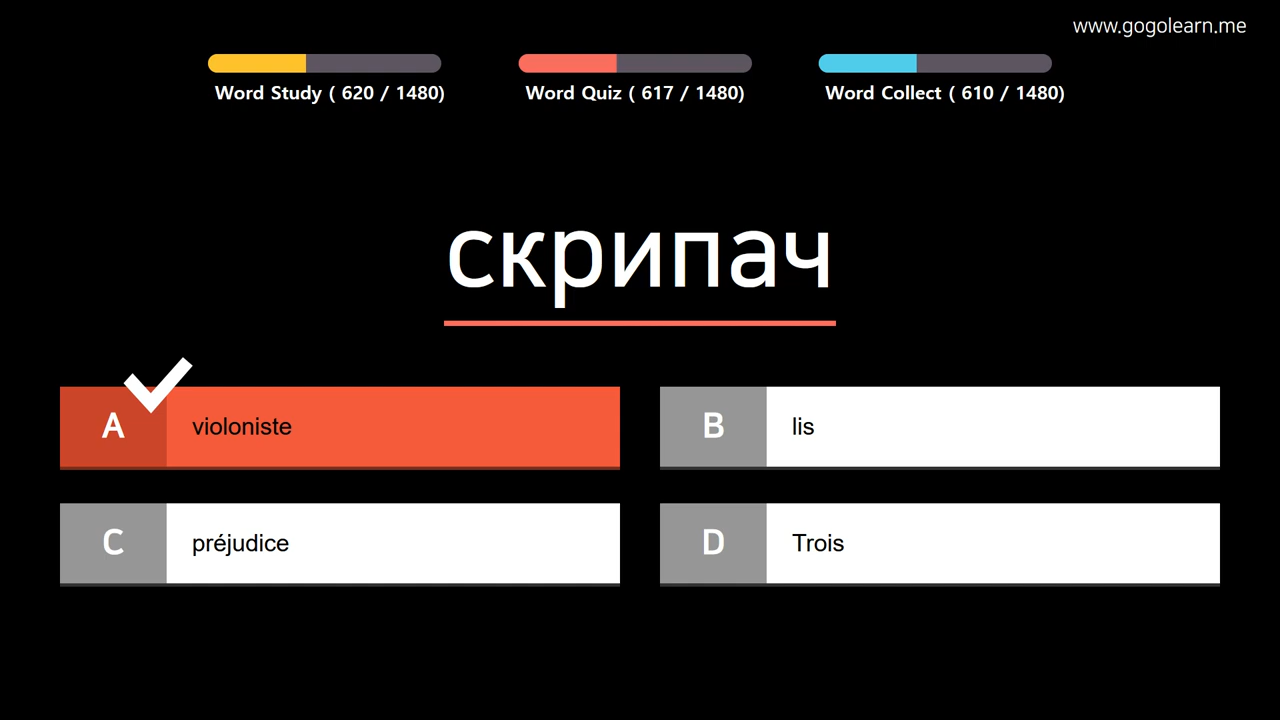 www.gogolearn.me
Word Study ( 620 / 1480)
Word Quiz ( 617 / 1480)
Word Collect ( 610 / 1480)
скрипач
A violoniste
B lis
C préjudice
D Trois